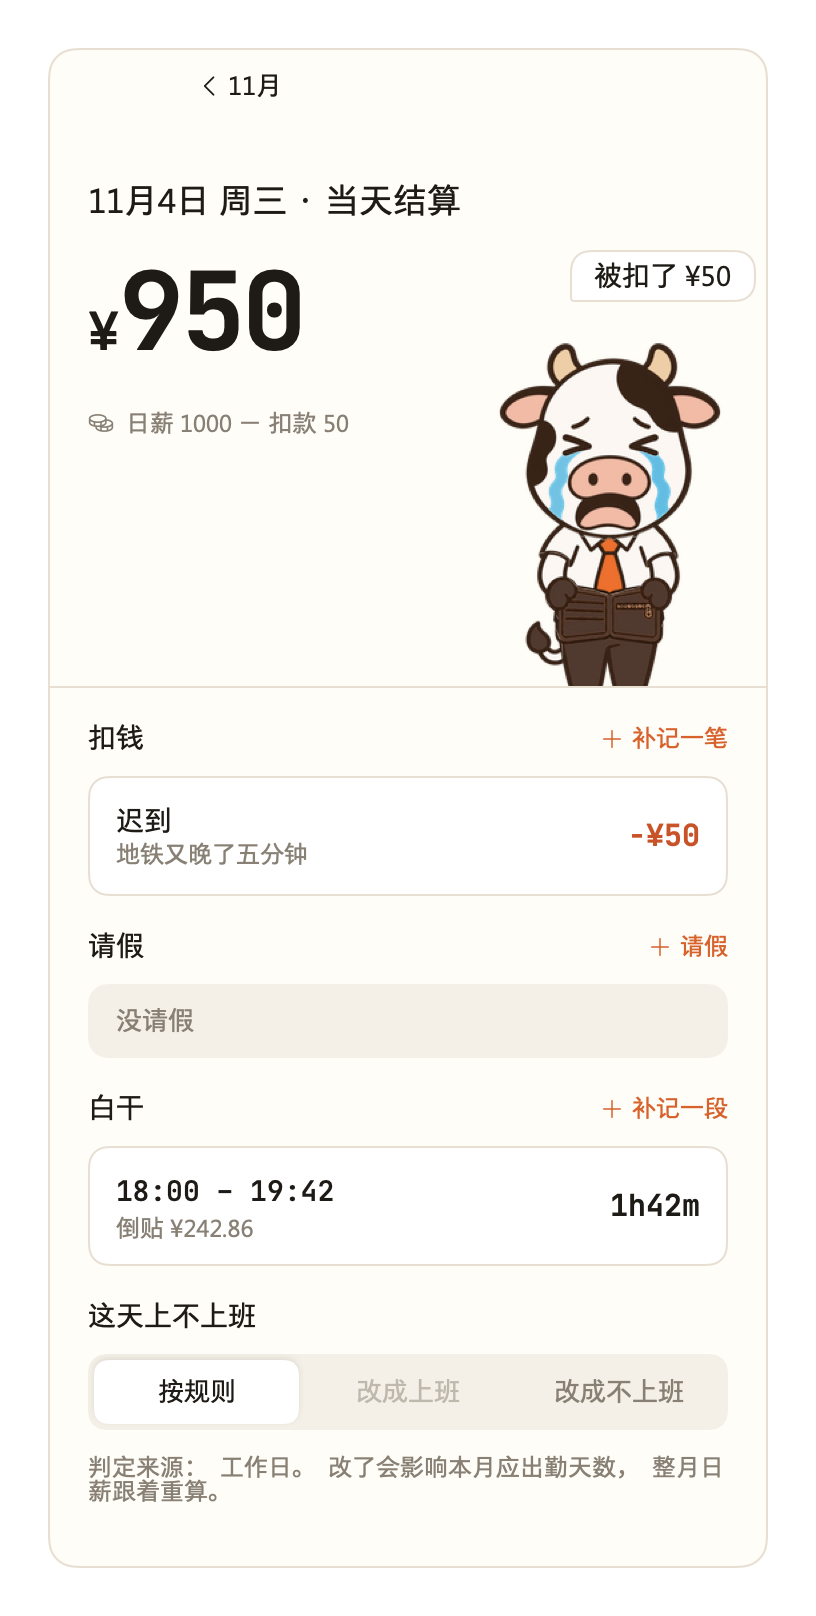 11月
11月4日 周三 · 当天结算
被扣了 ¥50
¥950
日薪 1000 － 扣款 50
扣钱
＋ 补记一笔
迟到
地铁又晚了五分钟
-¥50
请假
＋ 请假
没请假
白干
＋ 补记一段
18:00 – 19:42
倒贴 ¥242.86
1h42m
这天上不上班
按规则
改成上班
改成不上班
判定来源： 工作日。 改了会影响本月应出勤天数， 整月日
薪跟着重算。